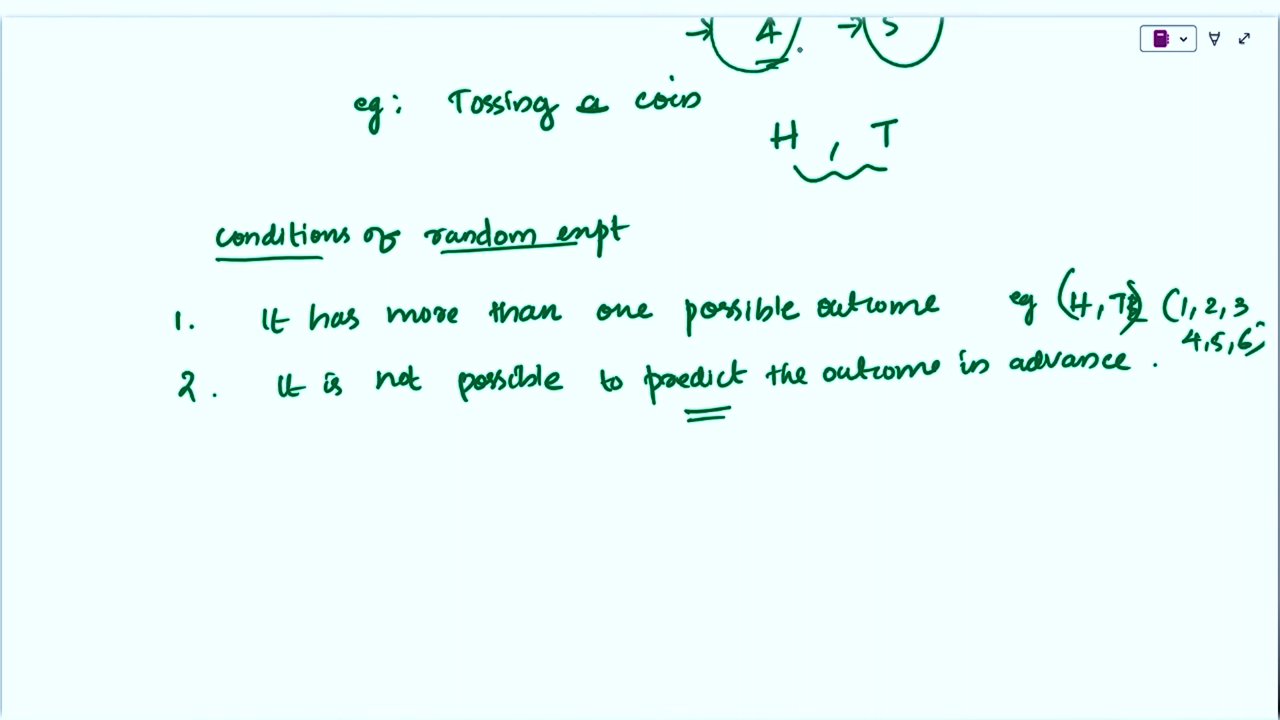 → 4 → 5
eg: Tossing a coin
H , T
conditions of random expt
1. It has more than one possible outcome eg (H, T) (1, 2, 3
4, 5, 6)
2. It is not possible to predict the outcome in advance.